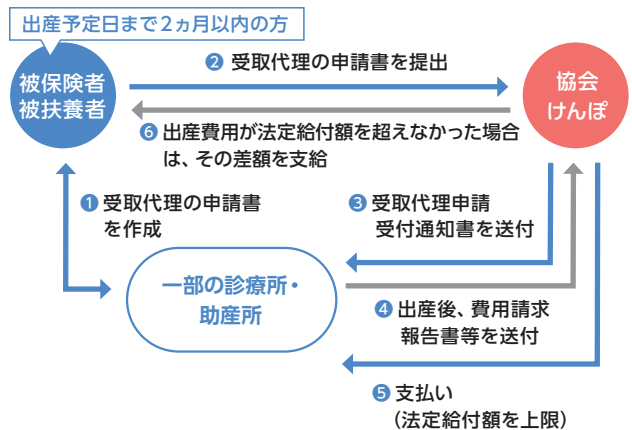 出産予定日まで2ヵ月以内の方
被保険者
被扶養者
❷ 受取代理の申請書を提出
協会
けんぽ
❻ 出産費用が法定給付額を超えなかった場合
は、その差額を支給
❶ 受取代理の申請書
を作成
❸ 受取代理申請
受付通知書を送付
一部の診療所・
助産所
❹ 出産後、費用請求
報告書等を送付
❺ 支払い
(法定給付額を上限)